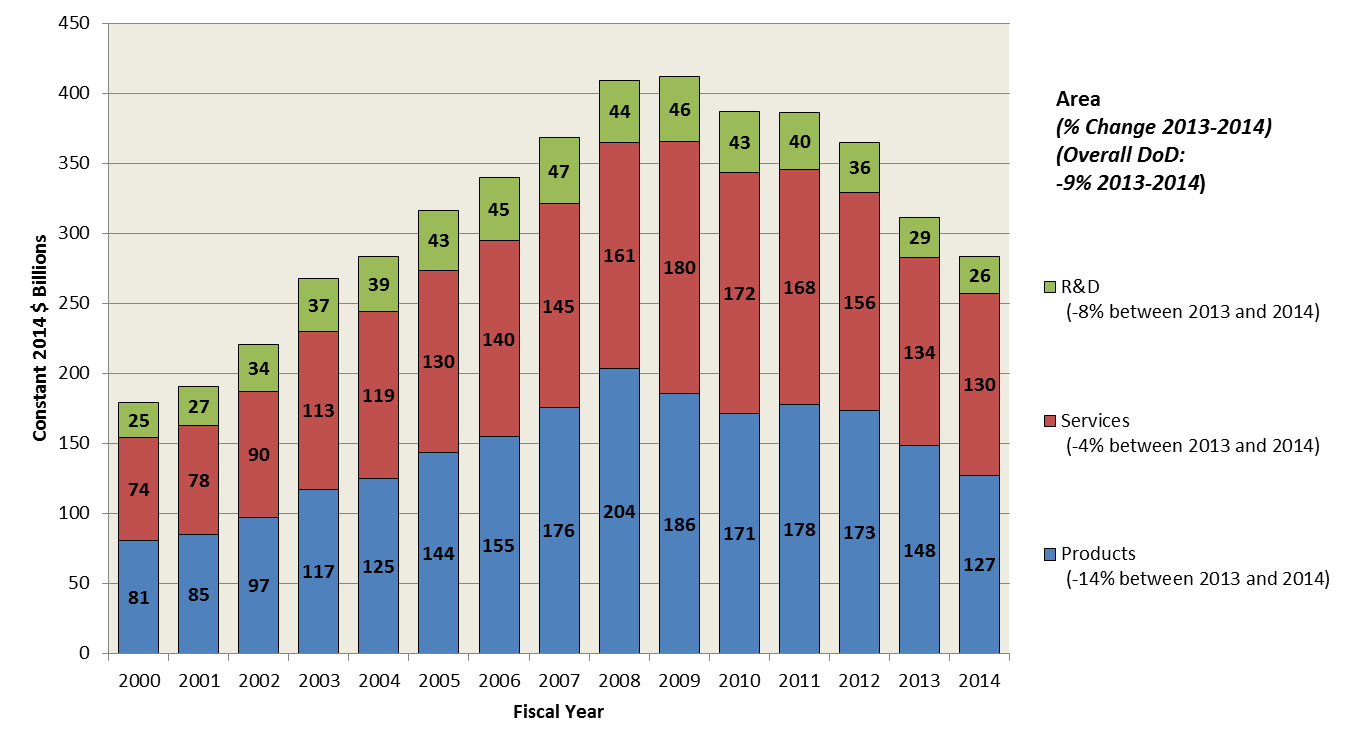 450
400
350
300
250
200
150
100
50
0
Constant 2014 $ Billions
25 27 34 37 39 43 45 47 44 46 43 40 36 29 26
74 78 90 113 119 130 140 145 161 180 172 168 156 134 130
81 85 97 117 125 144 155 176 204 186 171 178 173 148 127
2000 2001 2002 2003 2004 2005 2006 2007 2008 2009 2010 2011 2012 2013 2014
Fiscal Year
Area
(% Change 2013-2014)
(Overall DoD:
-9% 2013-2014)
R&D
(-8% between 2013 and 2014)
Services
(-4% between 2013 and 2014)
Products
(-14% between 2013 and 2014)